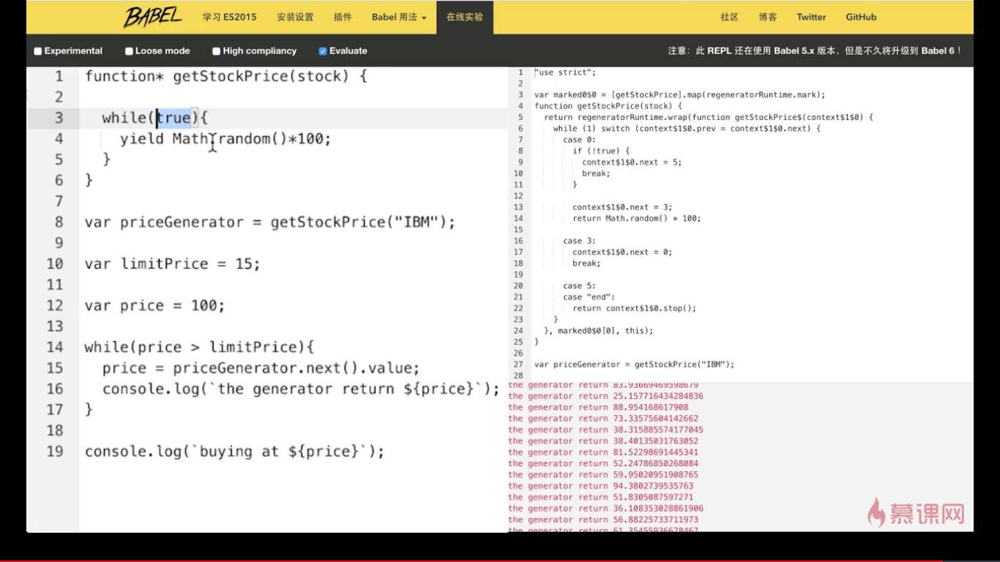 BABEL 学习 ES2015 安装设置 插件 Babel 用法 在线实验 社区 博客 Twitter GitHub
Experimental Loose mode High compliancy Evaluate 注意：此 REPL 还在使用 Babel 5.x 版本，但是不久将升级到 Babel 6！
1 function* getStockPrice(stock) {
2
3 while(true){
4 yield Math.random()*100;
5 }
6 }
7
8 var priceGenerator = getStockPrice("IBM");
9
10 var limitPrice = 15;
11
12 var price = 100;
13
14 while(price > limitPrice){
15 price = priceGenerator.next().value;
16 console.log(`the generator return ${price}`);
17 }
18
19 console.log(`buying at ${price}`);
1 "use strict";
2
3 var marked0$0 = [getStockPrice].map(regeneratorRuntime.mark);
4 function getStockPrice(stock) {
5 return regeneratorRuntime.wrap(function getStockPrice$(context$1$0) {
6 while (1) switch (context$1$0.prev = context$1$0.next) {
7 case 0:
8 if (!true) {
9 context$1$0.next = 5;
10 break;
11 }
12
13 context$1$0.next = 3;
14 return Math.random() * 100;
15
16 case 3:
17 context$1$0.next = 0;
18 break;
19
20 case 5:
21 case "end":
22 return context$1$0.stop();
23 }
24 }, marked0$0[0], this);
25 }
26
27 var priceGenerator = getStockPrice("IBM");
28
the generator return 83.93669469598679
the generator return 25.157716434284836
the generator return 88.954168617908
the generator return 73.33575604142662
the generator return 38.315885574177045
the generator return 38.40135031763052
the generator return 81.52298691445341
the generator return 52.24786850268084
the generator return 59.95020951908765
the generator return 94.3802739535763
the generator return 51.8305087597271
the generator return 36.108353028861906
the generator return 56.88225733711973
the generator return 61.35455936678467
慕课网